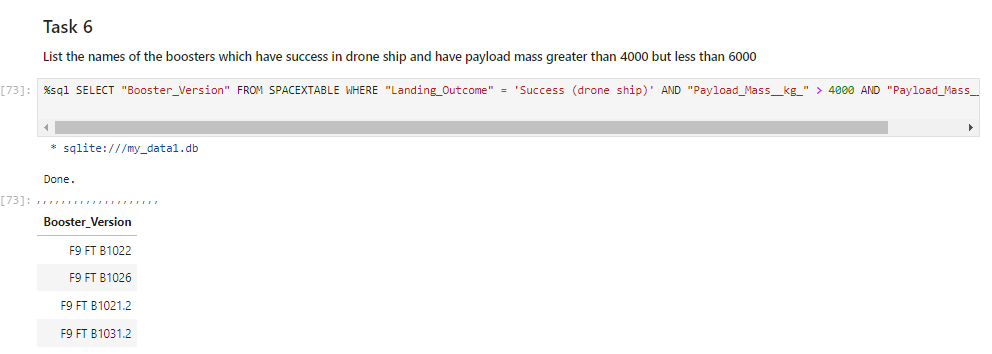 Task 6
List the names of the boosters which have success in drone ship and have payload mass greater than 4000 but less than 6000
[73]: %sql SELECT "Booster_Version" FROM SPACEXTABLE WHERE "Landing_Outcome" = 'Success (drone ship)' AND "Payload_Mass__kg_" > 4000 AND "Payload_Mass_
* sqlite:///my_data1.db
Done.
[73]: ,,,,,,,,,,,,,,,,,,,,
Booster_Version
F9 FT B1022
F9 FT B1026
F9 FT B1021.2
F9 FT B1031.2